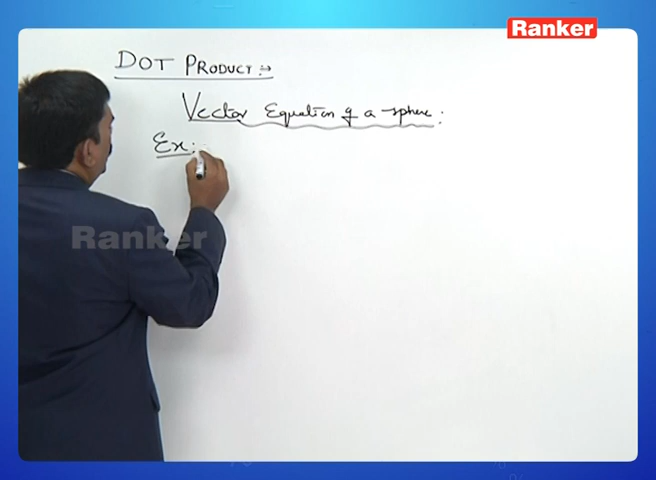 Ranker
DOT PRODUCT :→
Vector Equation of a sphere :
Ex :
Ranker